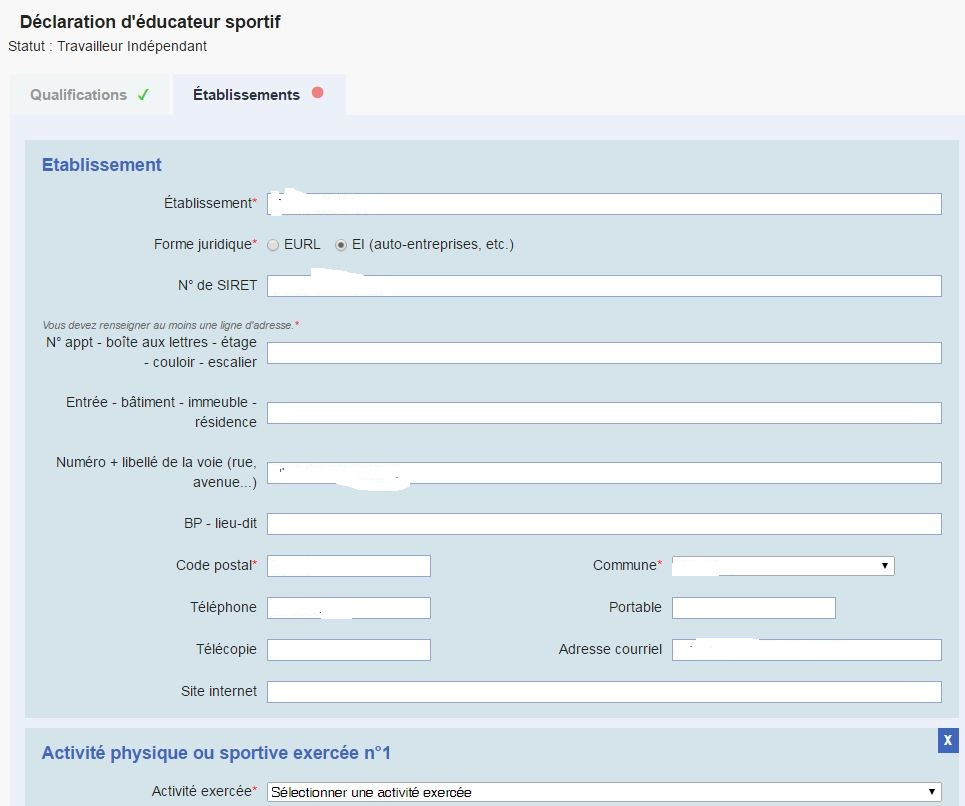 Déclaration d'éducateur sportif
Statut : Travailleur Indépendant
Qualifications ✓
Établissements
Etablissement
Établissement*
Forme juridique* EURL EI (auto-entreprises, etc.)
N° de SIRET
Vous devez renseigner au moins une ligne d'adresse.*
N° appt - boîte aux lettres - étage
- couloir - escalier
Entrée - bâtiment - immeuble -
résidence
Numéro + libellé de la voie (rue,
avenue...)
BP - lieu-dit
Code postal* Commune*
Téléphone Portable
Télécopie Adresse courriel
Site internet
Activité physique ou sportive exercée n°1 X
Activité exercée* Sélectionner une activité exercée